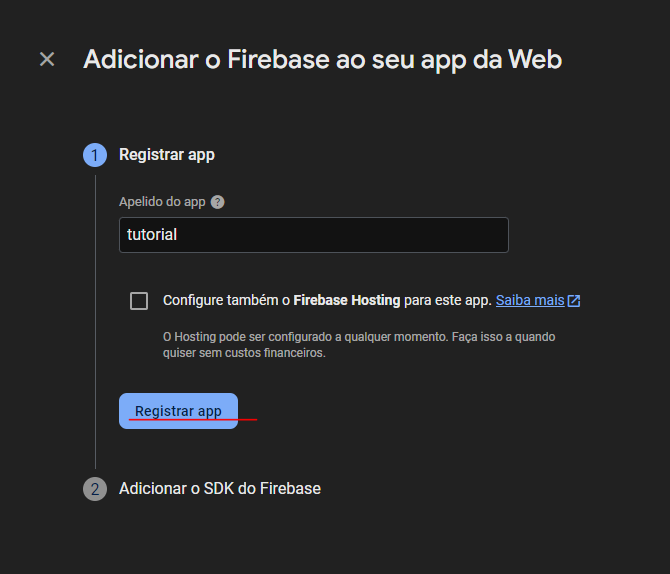 Adicionar o Firebase ao seu app da Web
1 Registrar app
Apelido do app ?
tutorial
Configure também o Firebase Hosting para este app. Saiba mais
O Hosting pode ser configurado a qualquer momento. Faça isso a quando
quiser sem custos financeiros.
Registrar app
2 Adicionar o SDK do Firebase